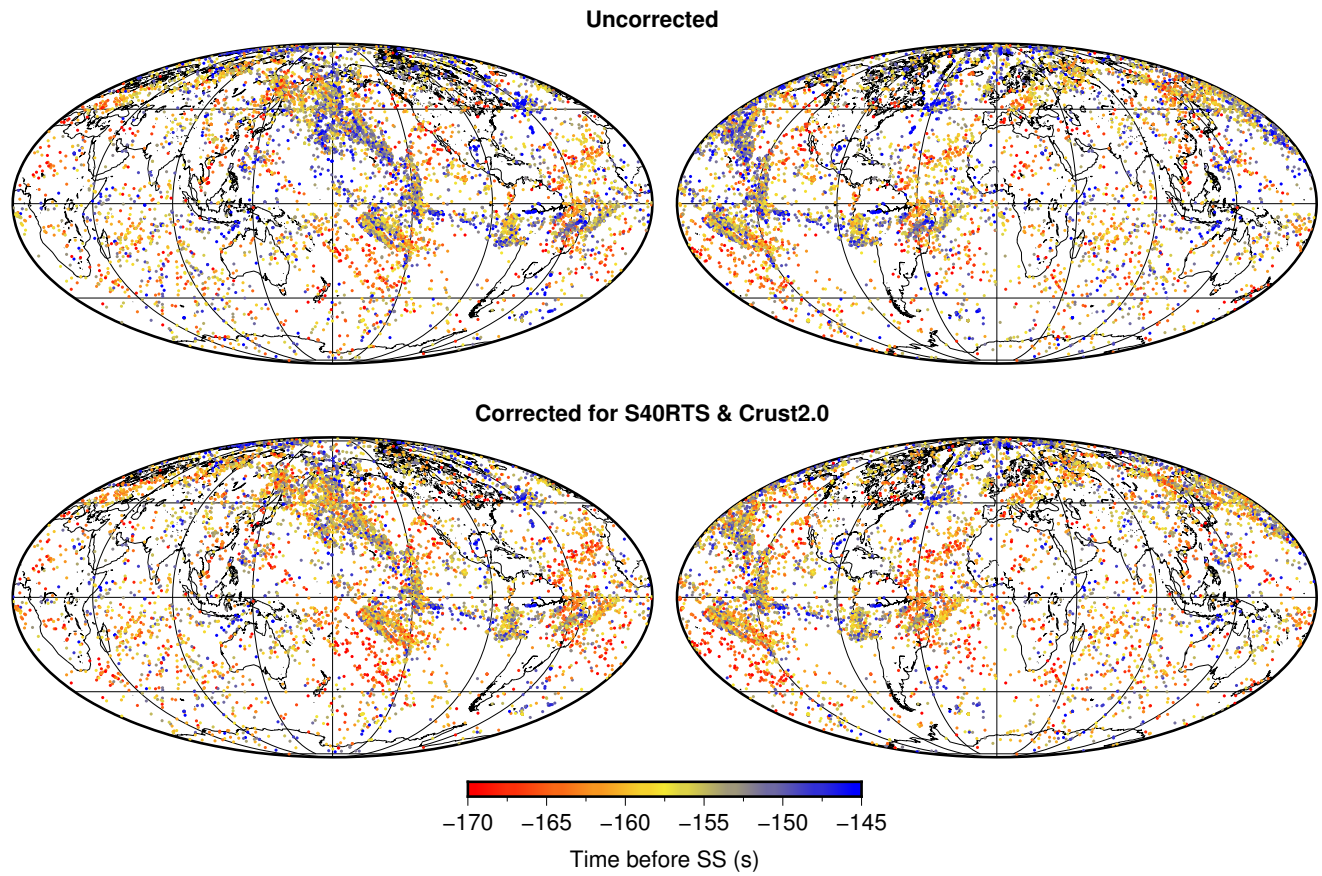 Uncorrected
Corrected for S40RTS & Crust2.0
−170 −165 −160 −155 −150 −145
Time before SS (s)